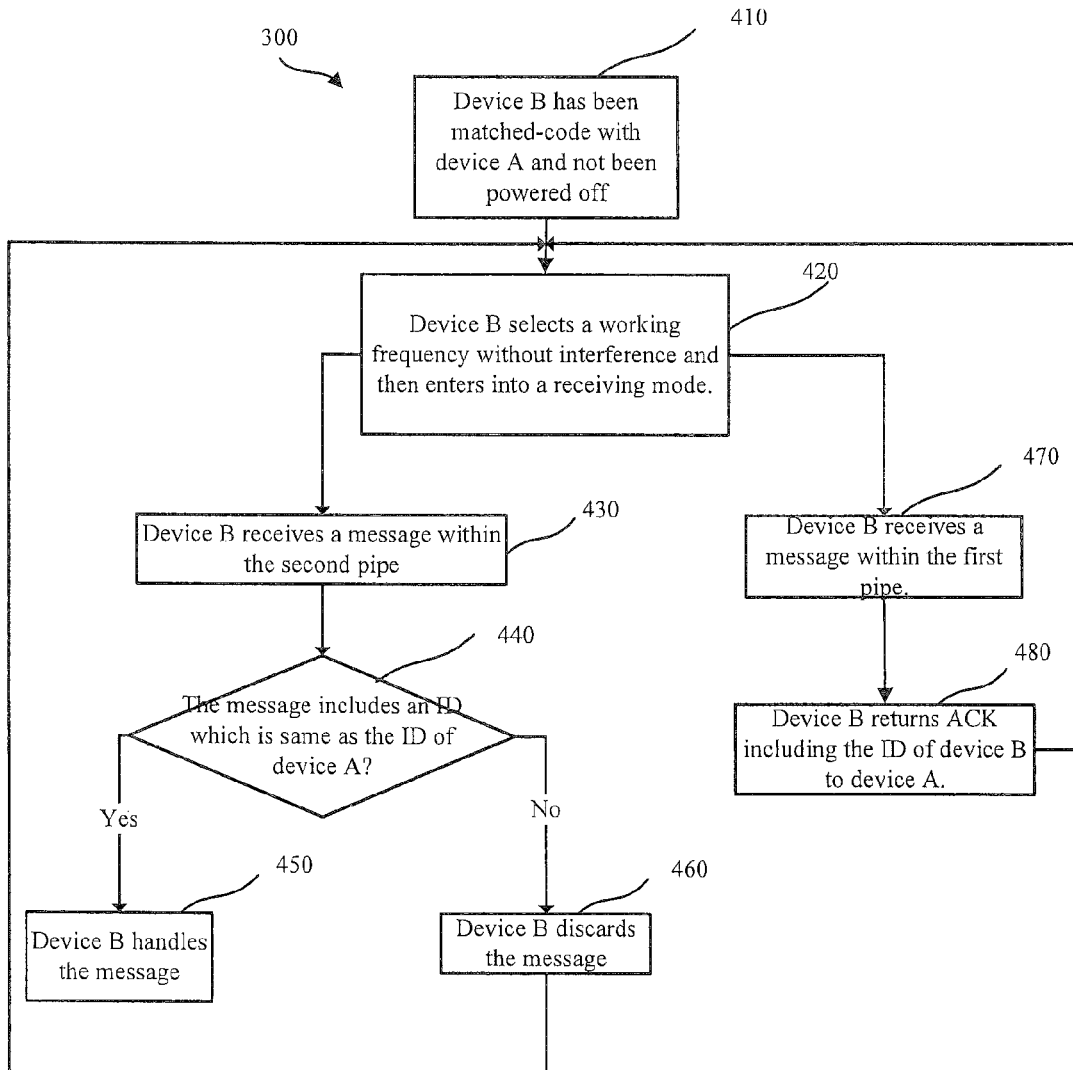 410
300
Device B has been
matched-code with
device A and not been
powered off
420
Device B selects a working
frequency without interference and
then enters into a receiving mode.
470
430
Device B receives a message within
the second pipe
Device B receives a
message within the first
pipe.
440
480
The message includes an ID
which is same as the ID of
device A?
Device B returns ACK
including the ID of device B
to device A.
Yes
No
450
460
Device B handles
the message
Device B discards
the message